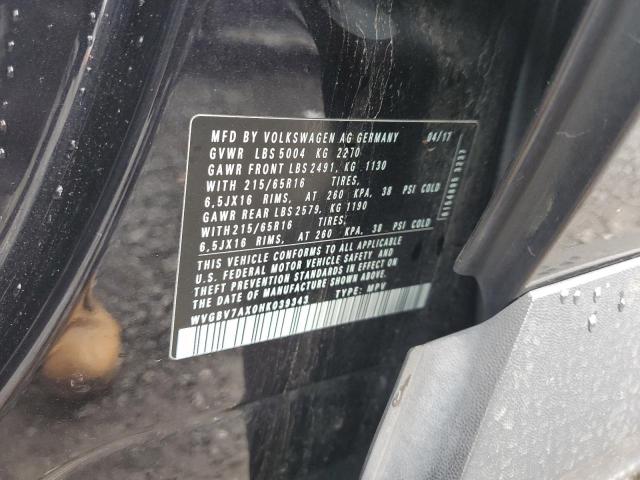 MFD BY VOLKSWAGEN AG GERMANY 04/17
GVWR LBS 5004 KG 2270
GAWR FRONT LBS 2491, KG 1130
WITH 215/65R16 TIRES,
6,5JX16 RIMS, AT 260 KPA, 38 PSI COLD
GAWR REAR LBS 2579, KG 1190
WITH 215/65R16 TIRES,
6,5JX16 RIMS, AT 260 KPA, 38 PSI COLD
THIS VEHICLE CONFORMS TO ALL APPLICABLE
U.S. FEDERAL MOTOR VEHICLE SAFETY AND
THEFT PREVENTION STANDARDS IN EFFECT ON
THE DATE OF MANUFACTURE SHOWN ABOVE.
WVGBV7AX0HK039343 TYPE: MPV